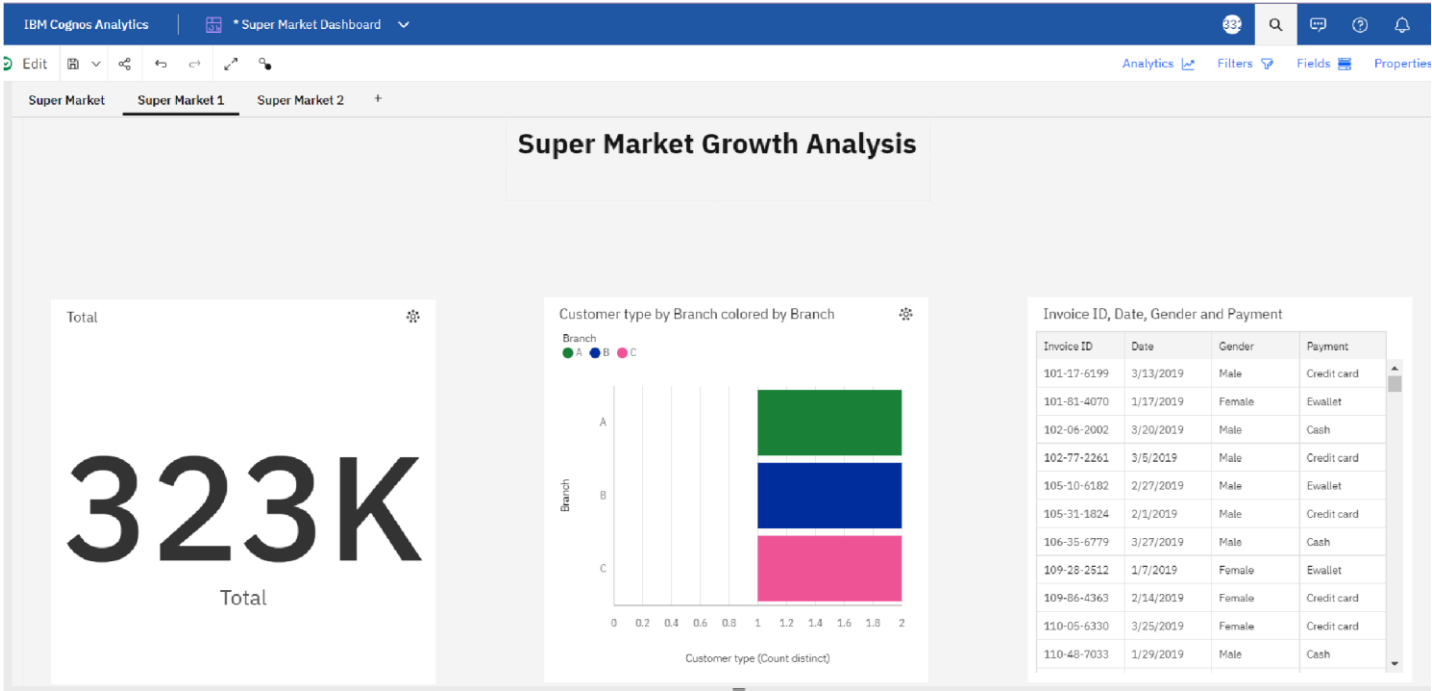 IBM Cognos Analytics
* Super Market Dashboard
Edit
Analytics
Filters
Fields
Properties
Super Market
Super Market 1
Super Market 2
+
Super Market Growth Analysis
Total
323K
Total
Customer type by Branch colored by Branch
Branch
A B C
Branch
A
B
C
0 0.2 0.4 0.6 0.8 1 1.2 1.4 1.6 1.8 2
Customer type (Count distinct)
Invoice ID, Date, Gender and Payment
Invoice ID Date Gender Payment
101-17-6199 3/13/2019 Male Credit card
101-81-4070 1/17/2019 Female Ewallet
102-06-2002 3/20/2019 Male Cash
102-77-2261 3/5/2019 Male Credit card
105-10-6182 2/27/2019 Male Ewallet
105-31-1824 2/1/2019 Male Credit card
106-35-6779 3/27/2019 Male Cash
109-28-2512 1/7/2019 Female Ewallet
109-86-4363 2/14/2019 Female Credit card
110-05-6330 3/25/2019 Female Credit card
110-48-7033 1/29/2019 Male Cash